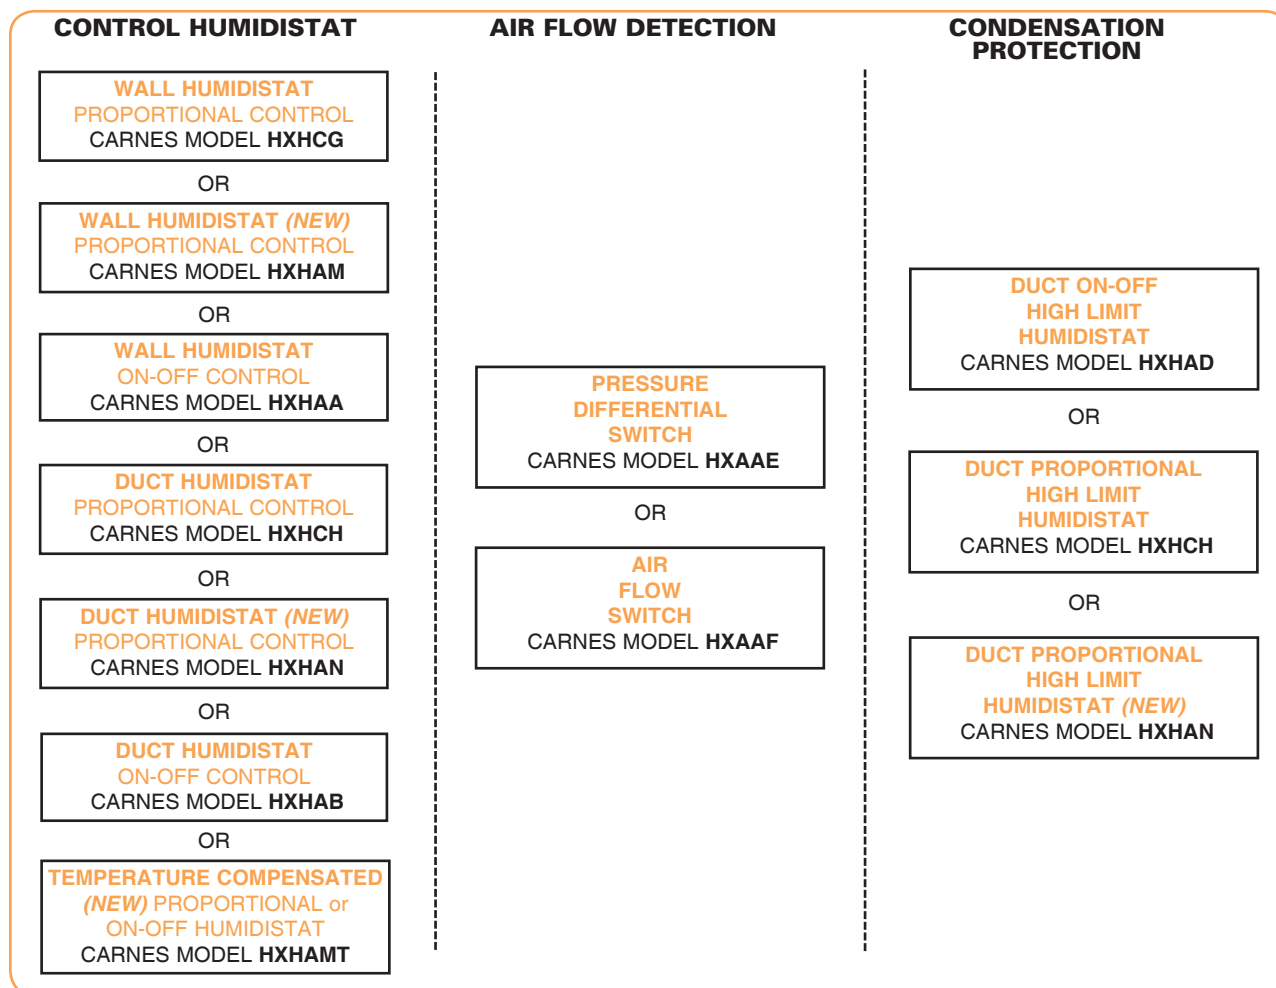 CONTROL HUMIDISTAT
WALL HUMIDISTAT
PROPORTIONAL CONTROL
CARNES MODEL HXHCG
OR
WALL HUMIDISTAT (NEW)
PROPORTIONAL CONTROL
CARNES MODEL HXHAM
OR
WALL HUMIDISTAT
ON-OFF CONTROL
CARNES MODEL HXHAA
OR
DUCT HUMIDISTAT
PROPORTIONAL CONTROL
CARNES MODEL HXHCH
OR
DUCT HUMIDISTAT (NEW)
PROPORTIONAL CONTROL
CARNES MODEL HXHAN
OR
DUCT HUMIDISTAT
ON-OFF CONTROL
CARNES MODEL HXHAB
OR
TEMPERATURE COMPENSATED
(NEW) PROPORTIONAL or
ON-OFF HUMIDISTAT
CARNES MODEL HXHAMT
AIR FLOW DETECTION
PRESSURE
DIFFERENTIAL
SWITCH
CARNES MODEL HXAAE
OR
AIR
FLOW
SWITCH
CARNES MODEL HXAAF
CONDENSATION
PROTECTION
DUCT ON-OFF
HIGH LIMIT
HUMIDISTAT
CARNES MODEL HXHAD
OR
DUCT PROPORTIONAL
HIGH LIMIT
HUMIDISTAT
CARNES MODEL HXHCH
OR
DUCT PROPORTIONAL
HIGH LIMIT
HUMIDISTAT (NEW)
CARNES MODEL HXHAN